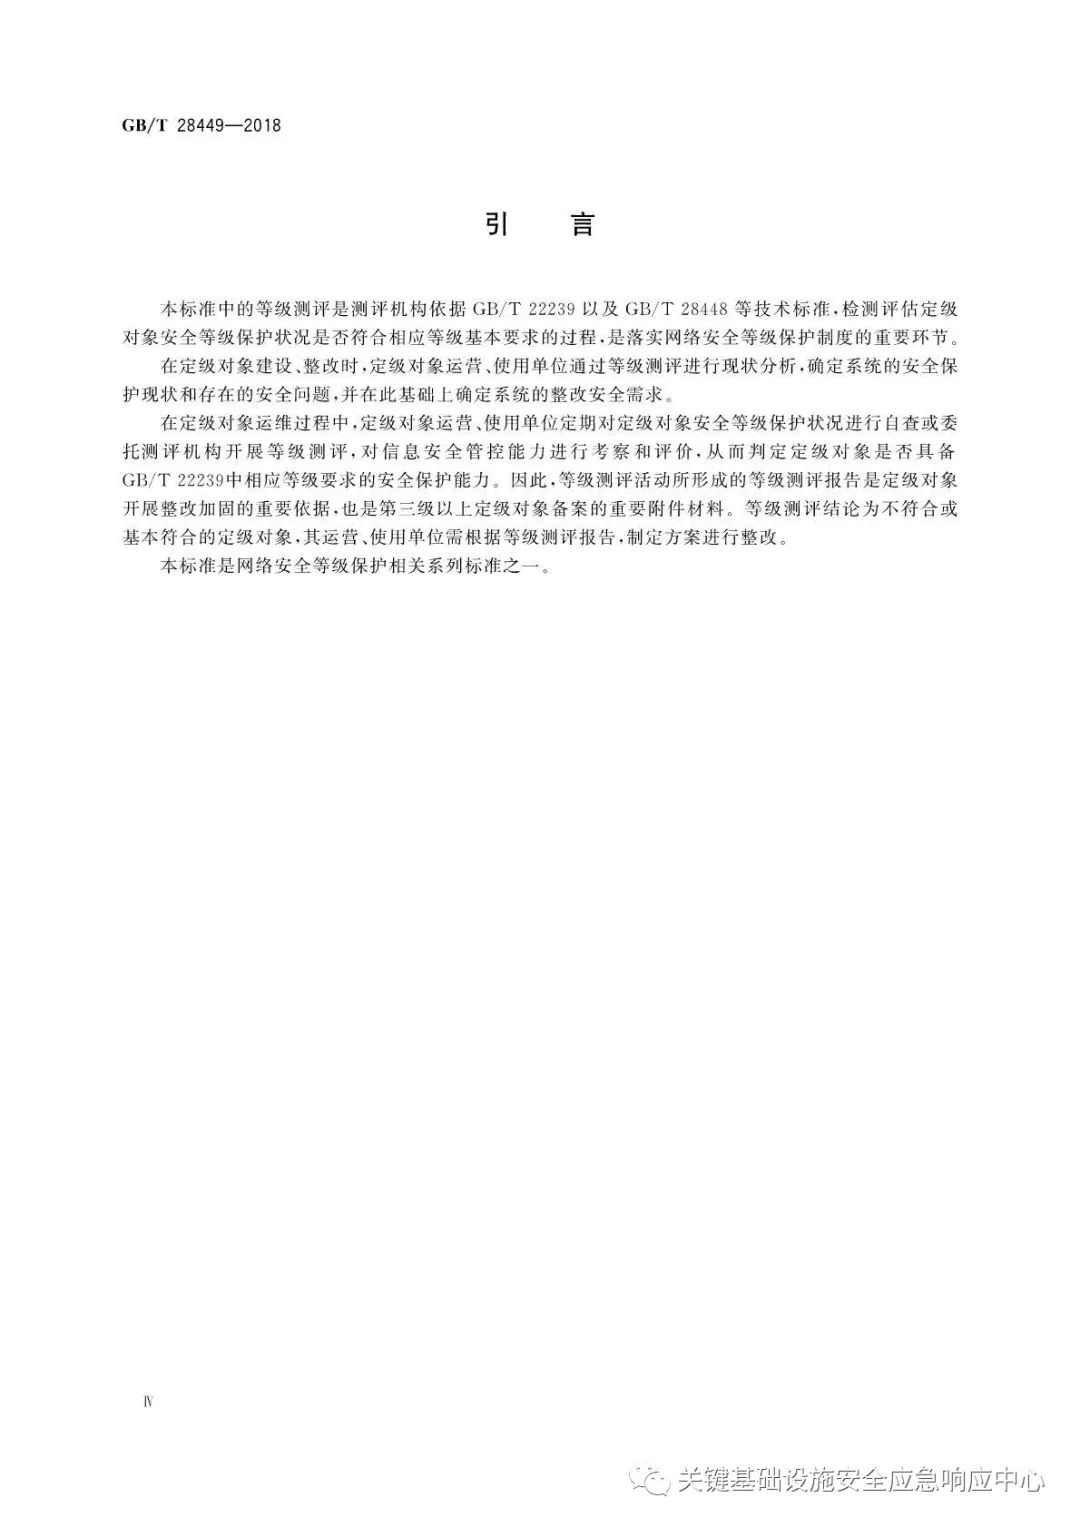 GB/T 28449—2018
引　　言
本标准中的等级测评是测评机构依据 GB/T 22239 以及 GB/T 28448 等技术标准,检测评估定级
对象安全等级保护状况是否符合相应等级基本要求的过程,是落实网络安全等级保护制度的重要环节。
在定级对象建设、整改时,定级对象运营、使用单位通过等级测评进行现状分析,确定系统的安全保
护现状和存在的安全问题,并在此基础上确定系统的整改安全需求。
在定级对象运维过程中,定级对象运营、使用单位定期对定级对象安全等级保护状况进行自查或委
托测评机构开展等级测评,对信息安全管控能力进行考察和评价,从而判定定级对象是否具备
GB/T 22239中相应等级要求的安全保护能力。因此,等级测评活动所形成的等级测评报告是定级对象
开展整改加固的重要依据,也是第三级以上定级对象备案的重要附件材料。等级测评结论为不符合或
基本符合的定级对象,其运营、使用单位需根据等级测评报告,制定方案进行整改。
本标准是网络安全等级保护相关系列标准之一。
Ⅳ
关键基础设施安全应急响应中心